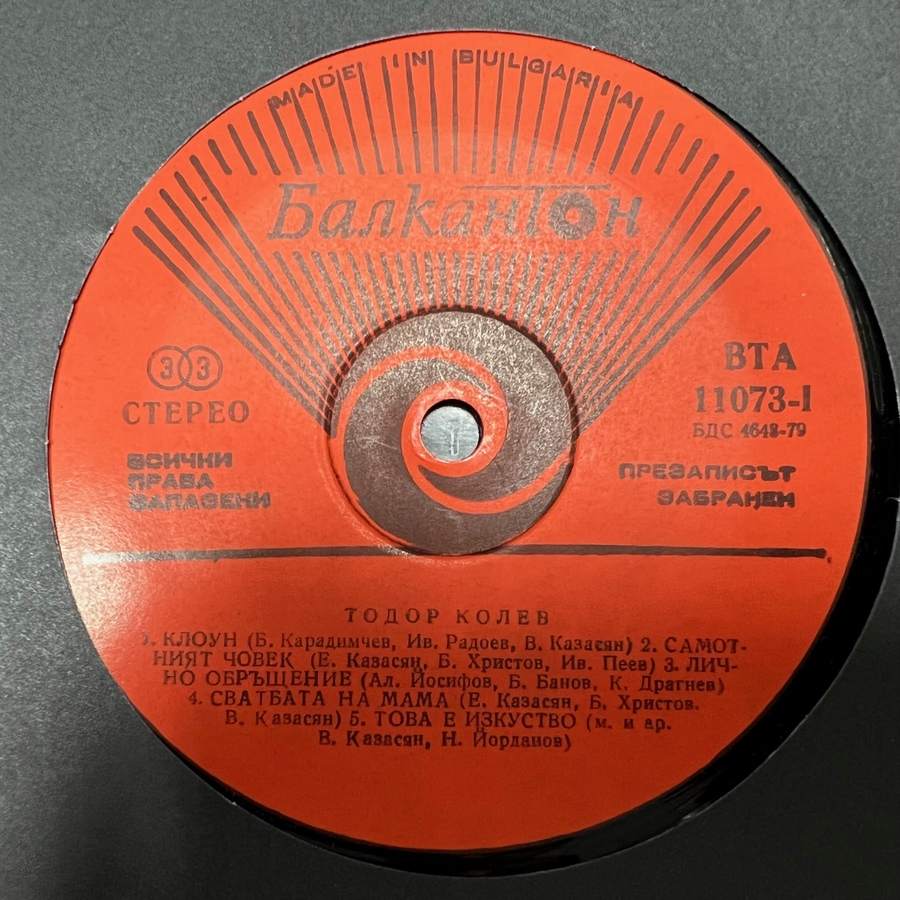 MADE IN BULGARIA
Балкантон
33
СТЕРЕО
ВСИЧКИ
ПРАВА
ЗАПАЗЕНИ
ВТА
11073-I
БДС 4648-79
ПРЕЗАПИСЪТ
ЗАБРАНЕН
ТОДОР КОЛЕВ
1. КЛОУН (Б. Карадимчев, Ив. Радоев, В. Казасян) 2. САМОТ-
НИЯТ ЧОВЕК (Е. Казасян, Б. Христов, Ив. Пеев) 3. ЛИЧ-
НО ОБРЪЩЕНИЕ (Ал. Йосифов, Б. Банов, К. Драгнев)
4. СВАТБАТА НА МАМА (Е. Казасян, Б. Христов.
В. Казасян) 5. ТОВА Е ИЗКУСТВО (м. и ар.
В. Казасян, Н. Йорданов)